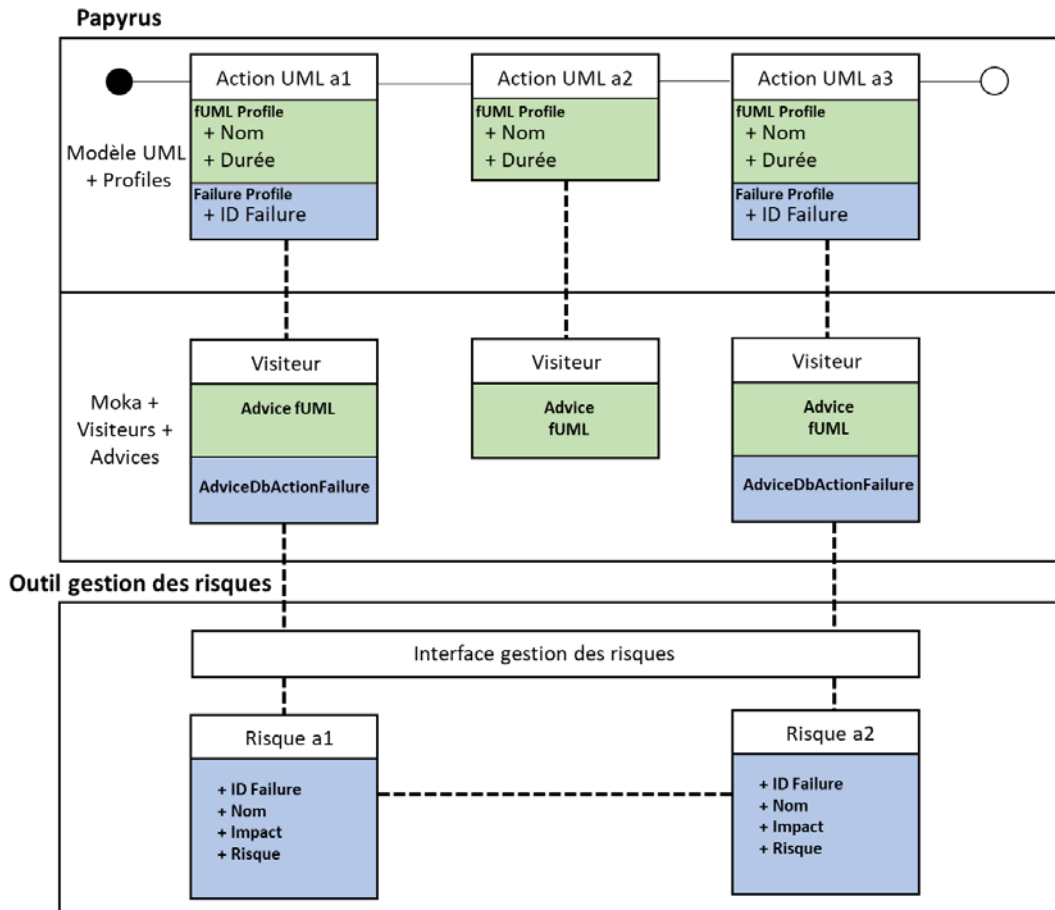 Papyrus
Action UML a1
Action UML a2
Action UML a3
fUML Profile
+ Nom
+ Durée
fUML Profile
+ Nom
+ Durée
fUML Profile
+ Nom
+ Durée
Modèle UML
+ Profiles
Failure Profile
+ ID Failure
Failure Profile
+ ID Failure
Visiteur
Visiteur
Visiteur
Moka +
Visiteurs +
Advices
Advice fUML
Advice
fUML
Advice
fUML
AdviceDbActionFailure
AdviceDbActionFailure
Outil gestion des risques
Interface gestion des risques
Risque a1
Risque a2
+ ID Failure
+ Nom
+ Impact
+ Risque
+ ID Failure
+ Nom
+ Impact
+ Risque